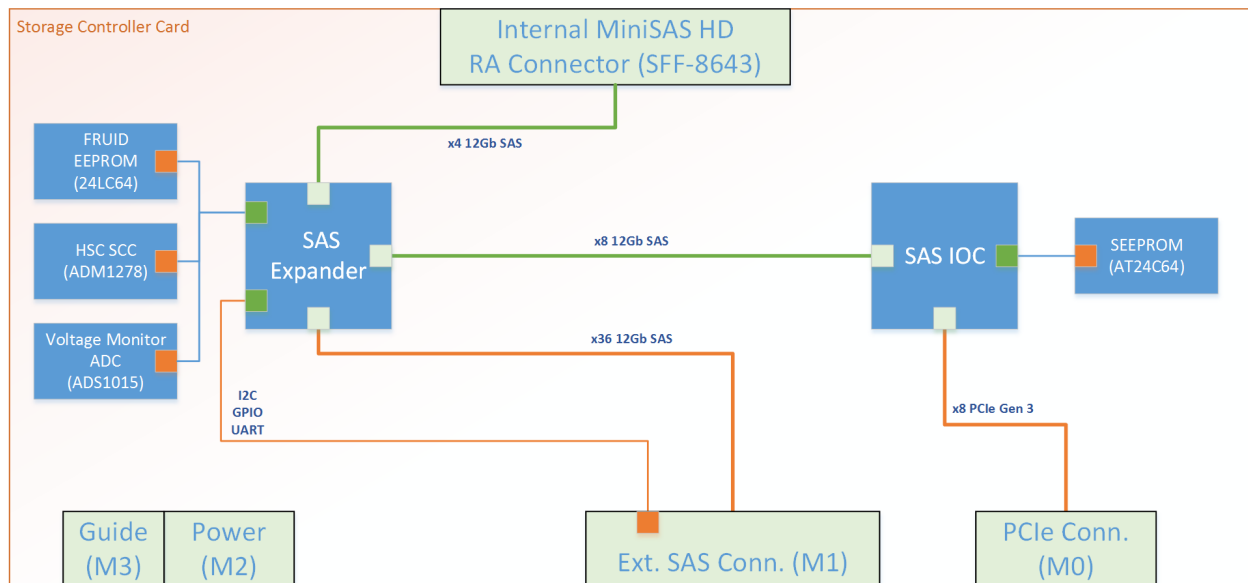 Storage Controller Card
Internal MiniSAS HD
RA Connector (SFF-8643)
x4 12Gb SAS
FRUID
EEPROM
(24LC64)
HSC SCC
(ADM1278)
Voltage Monitor
ADC
(ADS1015)
SAS
Expander
x8 12Gb SAS
SAS IOC
SEEPROM
(AT24C64)
x36 12Gb SAS
I2C
GPIO
UART
x8 PCIe Gen 3
Guide
(M3)
Power
(M2)
Ext. SAS Conn. (M1)
PCIe Conn.
(M0)